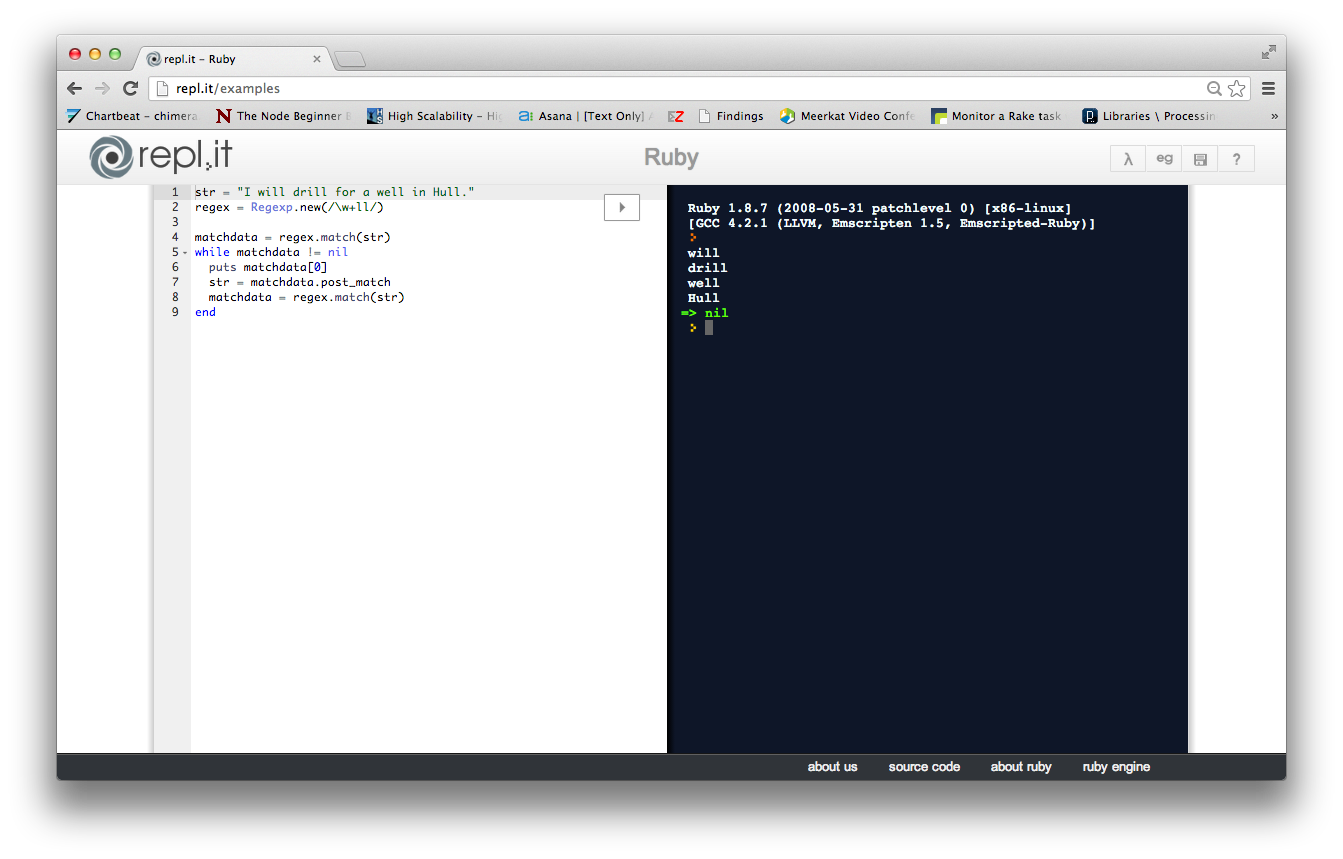 repl.it – Ruby
repl.it/examples
Chartbeat – chimera
The Node Beginner
High Scalability – Hi
Asana | [Text Only]
Findings
Meerkat Video Confe
Monitor a Rake task
Libraries \ Processin
»
repl.it
Ruby
λ
eg
?
1 str = "I will drill for a well in Hull."
2 regex = Regexp.new(/\w+ll/)
3
4 matchdata = regex.match(str)
5 while matchdata != nil
6 puts matchdata[0]
7 str = matchdata.post_match
8 matchdata = regex.match(str)
9 end
Ruby 1.8.7 (2008-05-31 patchlevel 0) [x86-linux]
[GCC 4.2.1 (LLVM, Emscripten 1.5, Emscripted-Ruby)]
>
will
drill
well
Hull
=> nil
>
about us
source code
about ruby
ruby engine